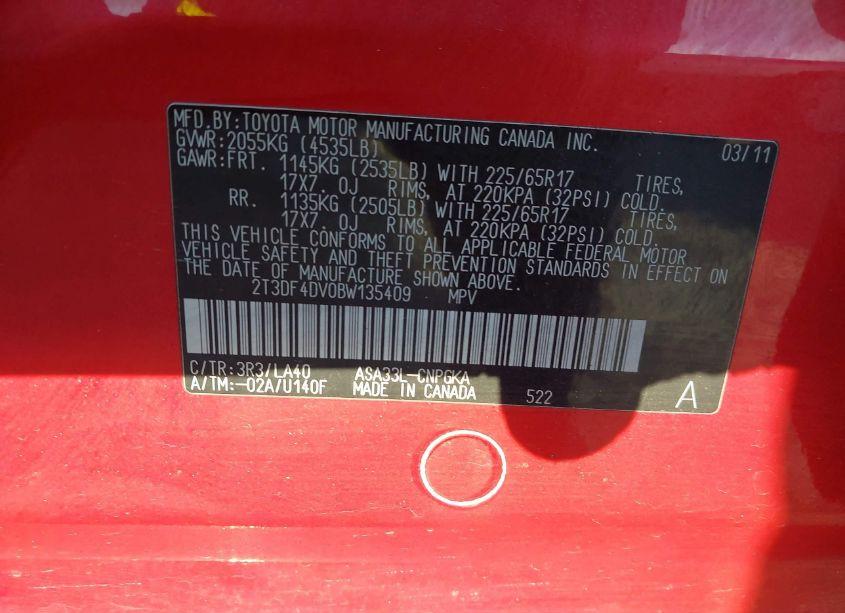 MFD.BY:TOYOTA MOTOR MANUFACTURING CANADA INC. 03/11
GVWR:2055KG (4535LB)
GAWR:FRT. 1145KG (2535LB) WITH 225/65R17 TIRES,
17X7. 0J RIMS, AT 220KPA (32PSI) COLD.
RR. 1135KG (2505LB) WITH 225/65R17 TIRES,
17X7. 0J RIMS, AT 220KPA (32PSI) COLD.
THIS VEHICLE CONFORMS TO ALL APPLICABLE FEDERAL MOTOR
VEHICLE SAFETY AND THEFT PREVENTION STANDARDS IN EFFECT ON
THE DATE OF MANUFACTURE SHOWN ABOVE.
2T3DF4DV0BW135409 MPV
C/TR:3R3/LA40 ASA33L-CNPGKA
A/TM:-02A/U140F MADE IN CANADA 522 A